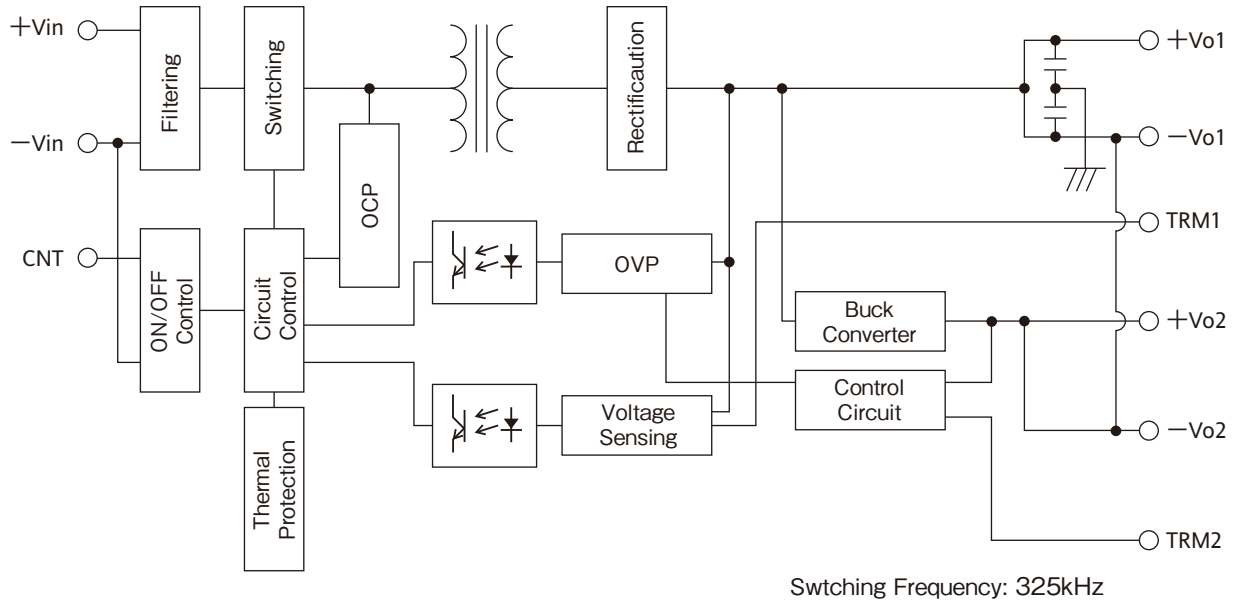 +Vin
−Vin
CNT
Filtering
Switching
OCP
Rectificaution
+Vo1
−Vo1
TRM1
ON/OFF
Control
Circuit
Control
OVP
Buck
Converter
+Vo2
Control
Circuit
Voltage
Sensing
−Vo2
Thermal
Protection
TRM2
Swtching Frequency: 325kHz